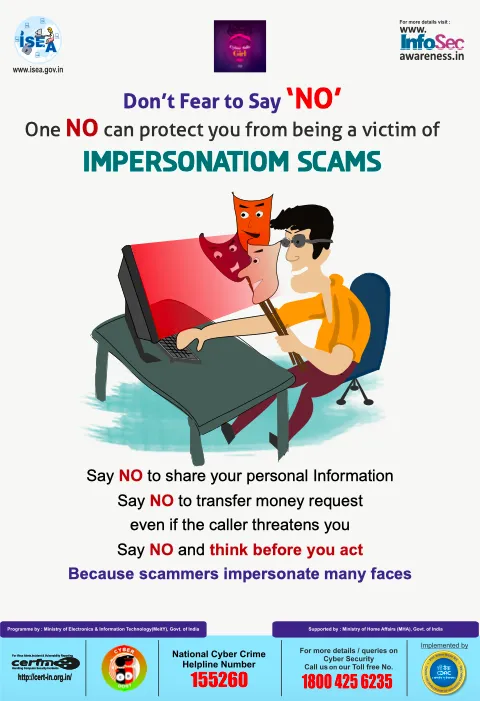 ISEA
www.isea.gov.in
For more details visit :
www.
InfoSec
awareness.in
Don't Fear to Say 'NO'
One NO can protect you from being a victim of
IMPERSONATIOM SCAMS
Say NO to share your personal Information
Say NO to transfer money request
even if the caller threatens you
Say NO and think before you act
Because scammers impersonate many faces
Programme by : Ministry of Electronics & Information Technology(MeitY), Govt. of India
Supported by : Ministry of Home Affairs (MHA), Govt. of India
http://cert-in.org.in/
CYBER
DOST
National Cyber Crime
Helpline Number
155260
For more details / queries on
Cyber Security
Call us on our Toll free No.
1800 425 6235
Implemented by